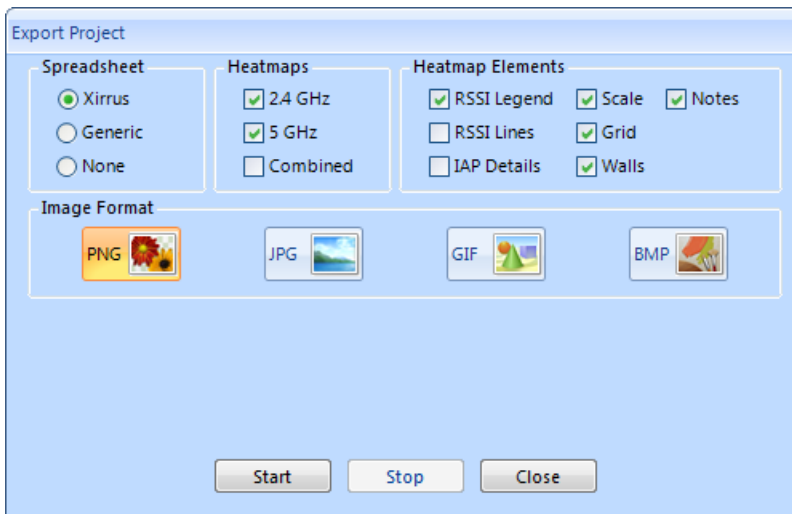 Export Project
Spreadsheet Heatmaps Heatmap Elements
Xirrus 2.4 GHz RSSI Legend Scale Notes
Generic 5 GHz RSSI Lines Grid
None Combined IAP Details Walls
Image Format
PNG JPG GIF BMP
Start Stop Close